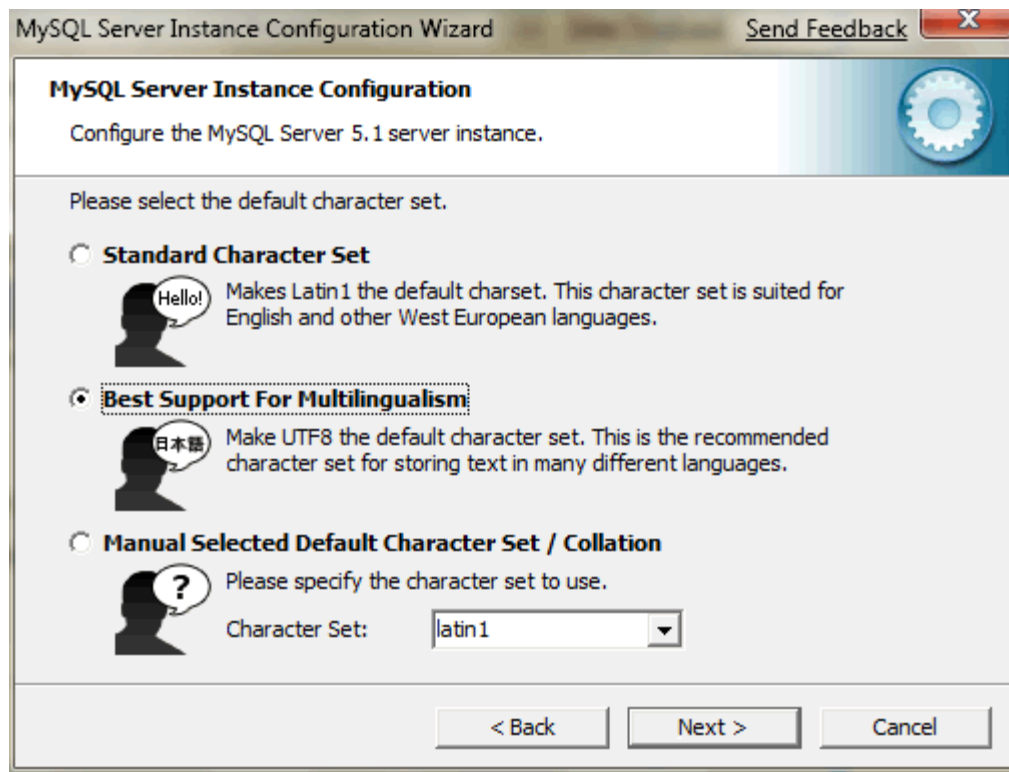 MySQL Server Instance Configuration Wizard Send Feedback
MySQL Server Instance Configuration
Configure the MySQL Server 5.1 server instance.
Please select the default character set.
Standard Character Set
Hello!
Makes Latin1 the default charset. This character set is suited for
English and other West European languages.
Best Support For Multilingualism
日本語
Make UTF8 the default character set. This is the recommended
character set for storing text in many different languages.
Manual Selected Default Character Set / Collation
?
Please specify the character set to use.
Character Set: latin1
< Back Next > Cancel